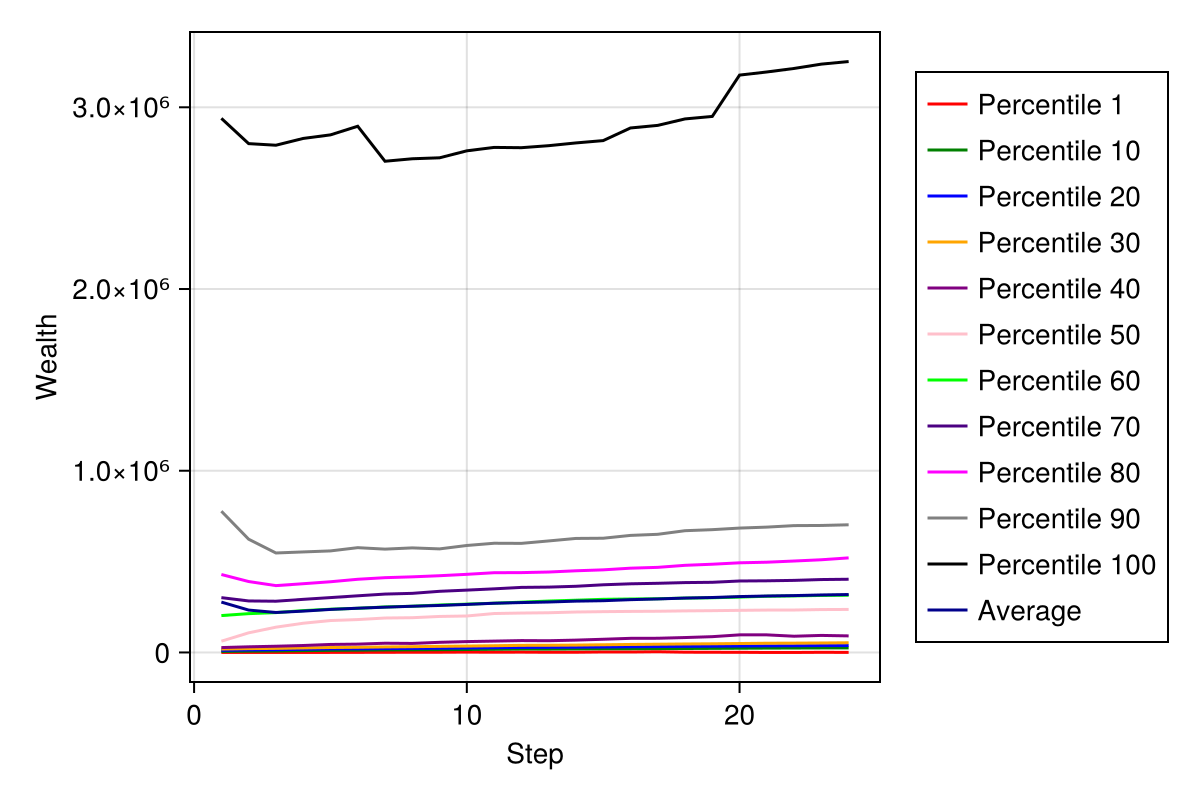 3.0×10⁶
2.0×10⁶
1.0×10⁶
0
Wealth
0
10
20
Step
Percentile 1
Percentile 10
Percentile 20
Percentile 30
Percentile 40
Percentile 50
Percentile 60
Percentile 70
Percentile 80
Percentile 90
Percentile 100
Average